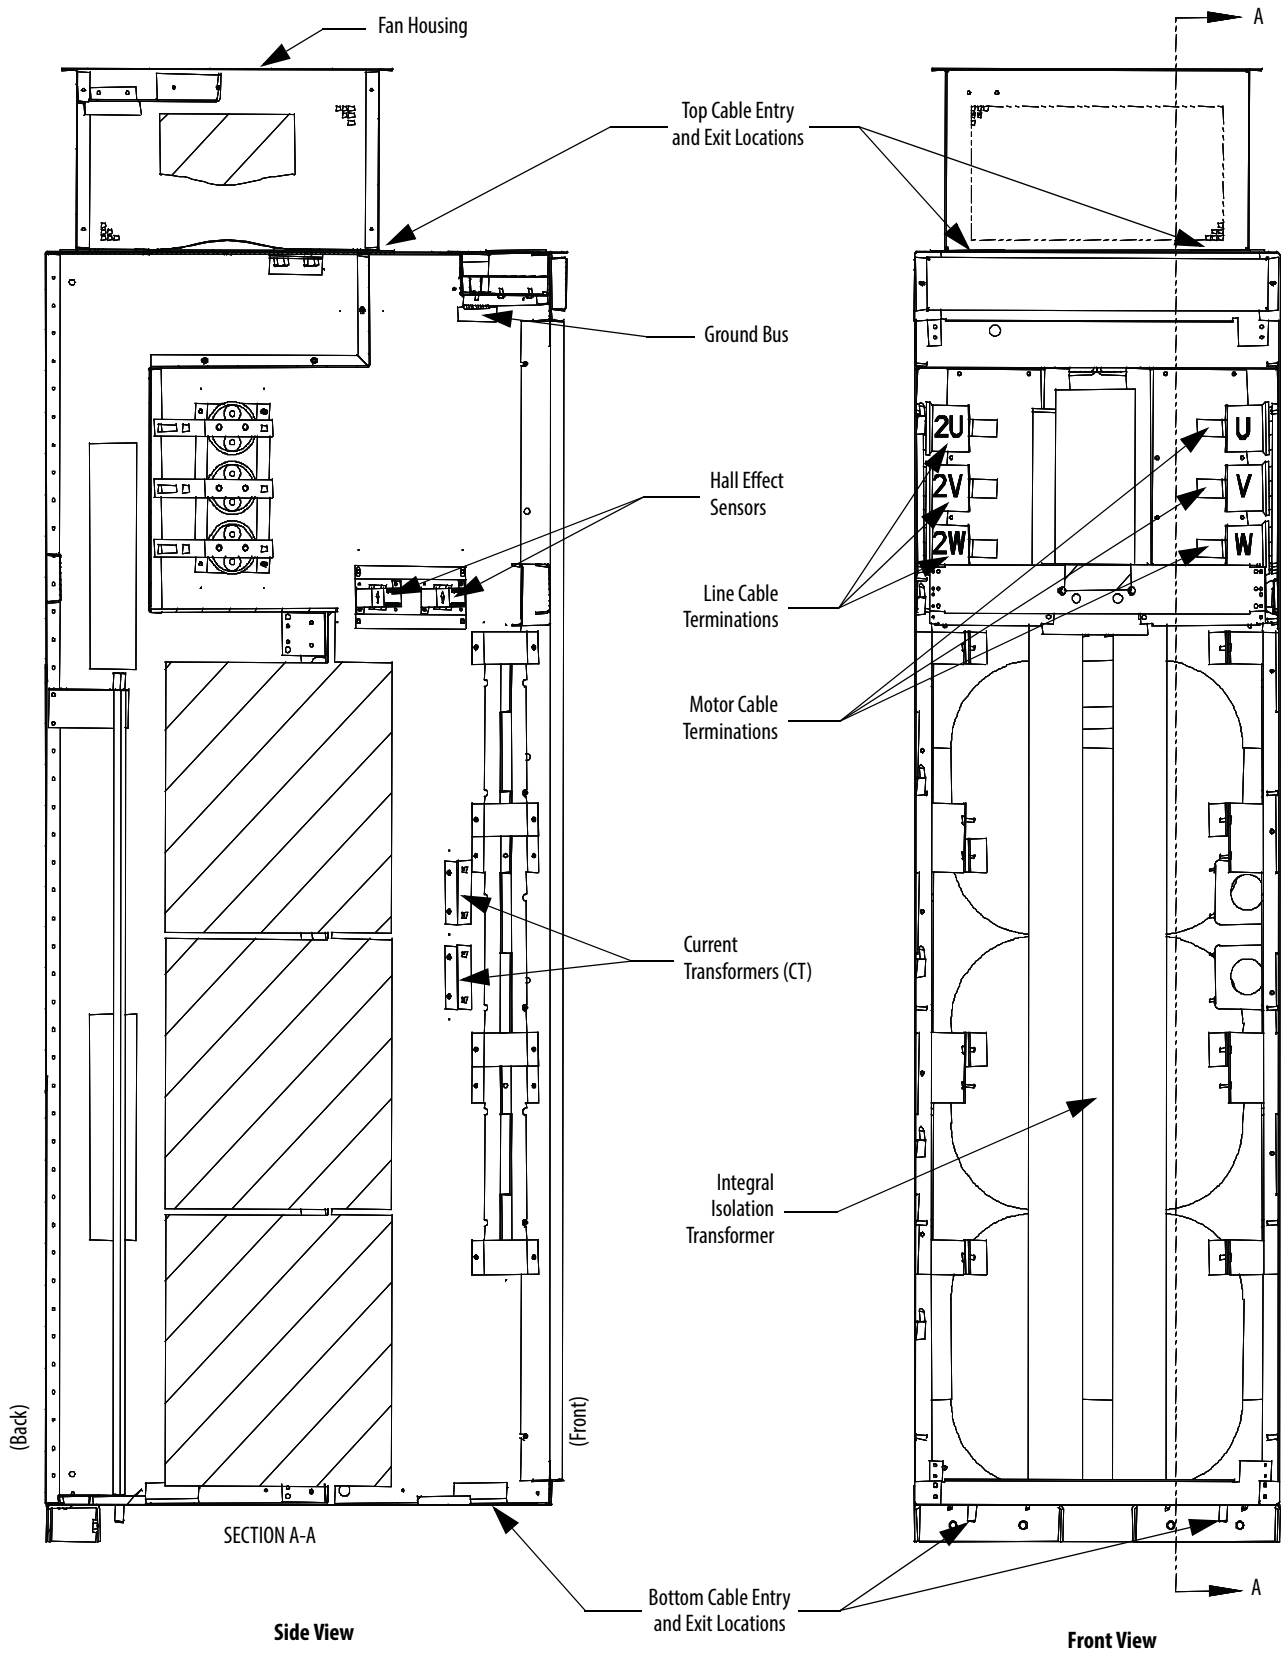 Fan Housing
A
Top Cable Entry
and Exit Locations
Ground Bus
Hall Effect
Sensors
2U
U
2V
V
2W
W
Line Cable
Terminations
Motor Cable
Terminations
Current
Transformers (CT)
Integral
Isolation
Transformer
(Back)
(Front)
SECTION A-A
A
Bottom Cable Entry
and Exit Locations
Side View
Front View